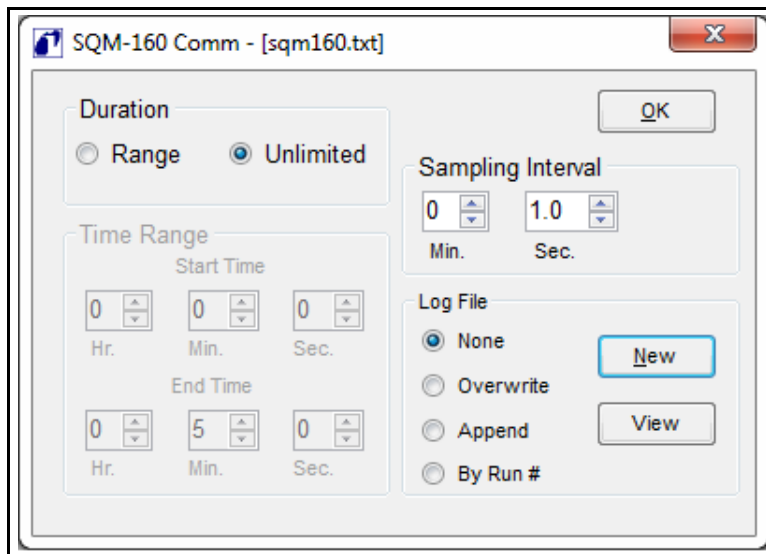 SQM-160 Comm - [sqm160.txt]
Duration
Range Unlimited
OK
Sampling Interval
0 1.0
Min. Sec.
Time Range
Start Time
0 0 0
Hr. Min. Sec.
End Time
0 5 0
Hr. Min. Sec.
Log File
None
Overwrite
Append
By Run #
New
View